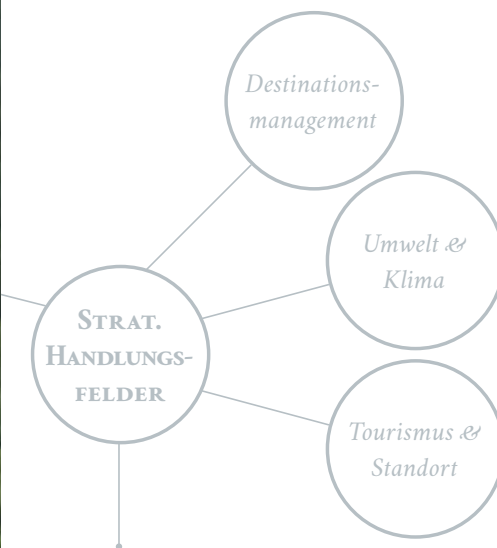 Destinations-
management
Umwelt &
Klima
STRAT.
HANDLUNGS-
FELDER
Tourismus &
Standort